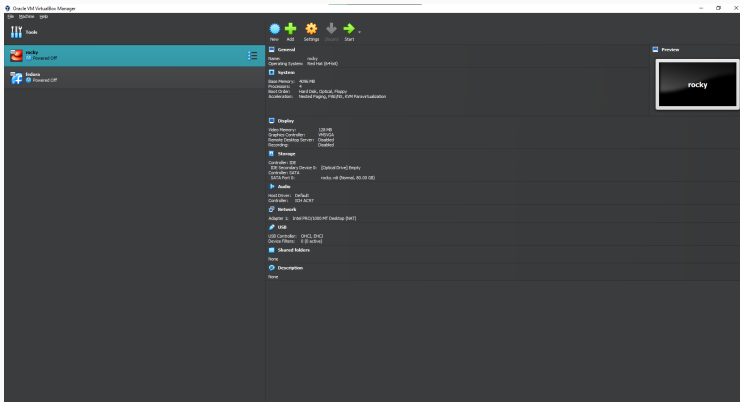 Oracle VM VirtualBox Manager
File Machine Help
Tools
New Add Settings Discard Start
rocky
Powered Off
fedora
Powered Off
General
Name: rocky
Operating System: Red Hat (64-bit)
System
Base Memory: 4096 MB
Processors: 4
Boot Order: Hard Disk, Optical, Floppy
Acceleration: Nested Paging, PAE/NX, KVM Paravirtualization
Display
Video Memory: 128 MB
Graphics Controller: VMSVGA
Remote Desktop Server: Disabled
Recording: Disabled
Storage
Controller: IDE
IDE Secondary Device 0: [Optical Drive] Empty
Controller: SATA
SATA Port 0: rocky.vdi (Normal, 80.00 GB)
Audio
Host Driver: Default
Controller: ICH AC97
Network
Adapter 1: Intel PRO/1000 MT Desktop (NAT)
USB
USB Controller: OHCI, EHCI
Device Filters: 0 (0 active)
Shared folders
None
Description
None
Preview
rocky